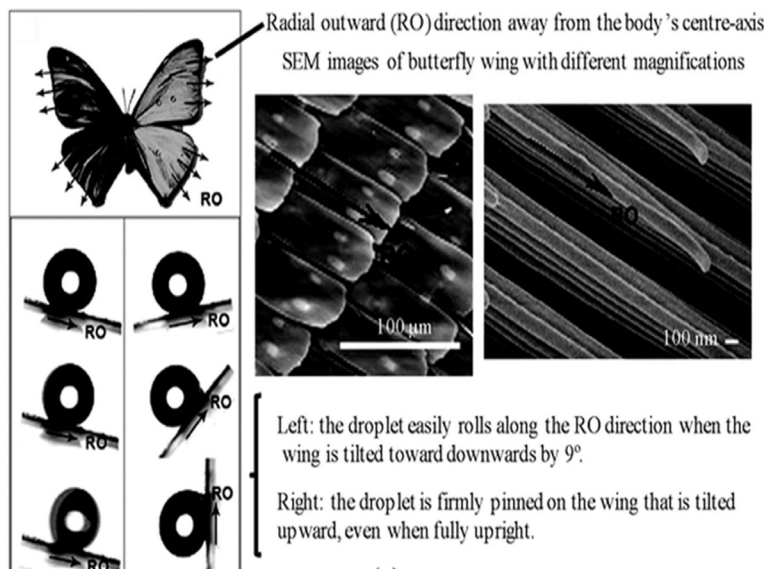 Radial outward (RO) direction away from the body's centre-axis
SEM images of butterfly wing with different magnifications
RO
RO
100 μm
100 nm
RO
RO
RO
RO
RO
RO
Left: the droplet easily rolls along the RO direction when the
wing is tilted toward downwards by 9º.
Right: the droplet is firmly pinned on the wing that is tilted
upward, even when fully upright.